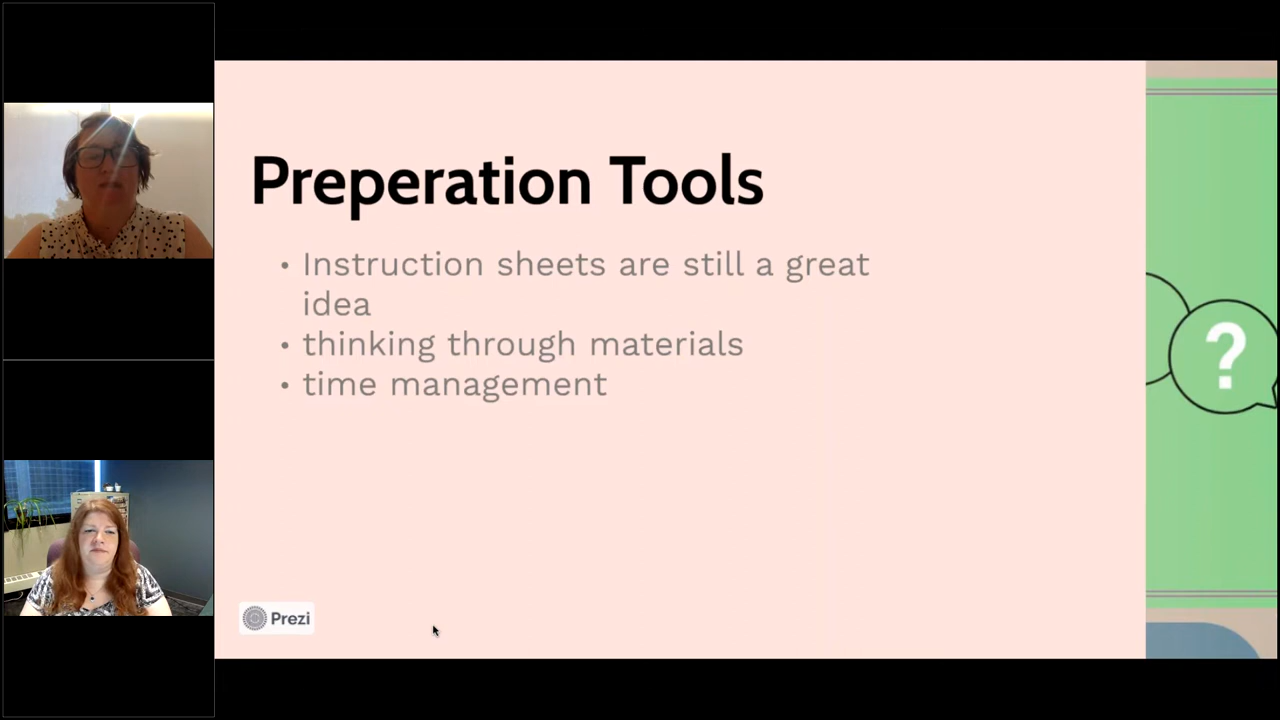 Preperation Tools
• Instruction sheets are still a great
idea
• thinking through materials
• time management
?
Prezi